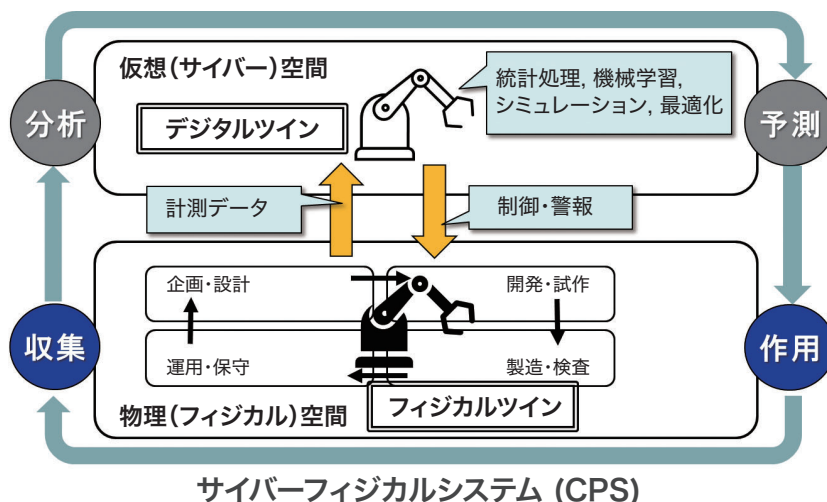 仮想(サイバー)空間
統計処理, 機械学習,
シミュレーション, 最適化
分析
デジタルツイン
予測
計測データ
制御・警報
企画・設計
開発・試作
収集
作用
運用・保守
製造・検査
物理(フィジカル)空間
フィジカルツイン
サイバーフィジカルシステム (CPS)